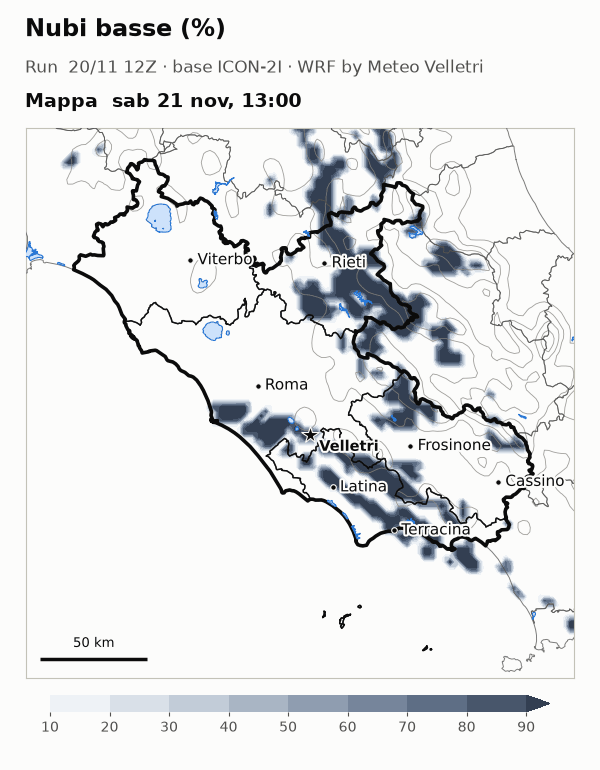 Nubi basse (%)
Run  20/11 12Z · base ICON-2I · WRF by Meteo Velletri
Mappa  sab 21 nov, 13:00
Viterbo
Rieti
Roma
Velletri
Frosinone
Latina
Cassino
Terracina
50 km
10 20 30 40 50 60 70 80 90